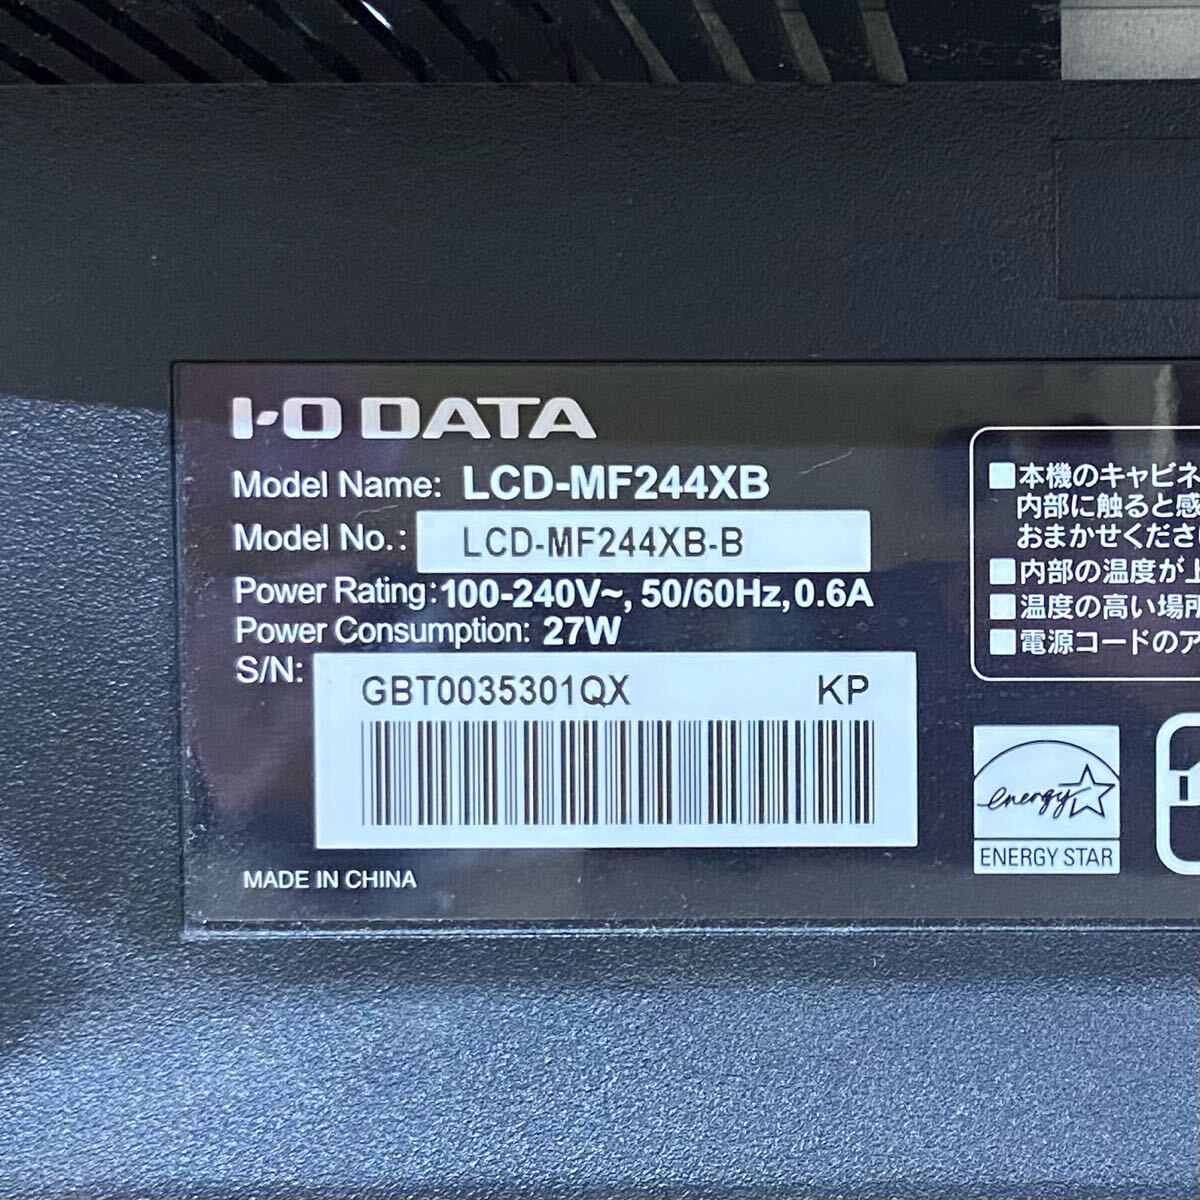 I-O DATA
Model Name: LCD-MF244XB
Model No.: LCD-MF244XB-B
Power Rating: 100-240V~, 50/60Hz, 0.6A
Power Consumption: 27W
S/N: GBT0035301QX KP
MADE IN CHINA
■本機のキャビネ
内部に触ると感
おまかせくださ
■内部の温度が上
■温度の高い場所
■電源コードのア
energy
ENERGY STAR